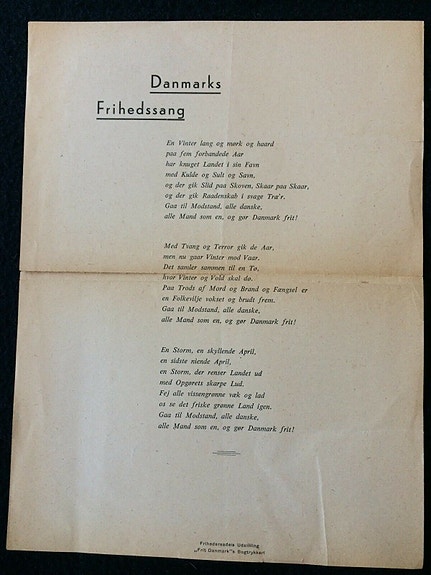 Danmarks
Frihedssang
En Vinter lang og mørk og haard
paa fem forbandede Aar
har knuget Landet i sin Favn
med Kulde og Sult og Savn,
og der gik Slid paa Skoven, Skaar paa Skaar,
og der gik Raadenskab i svage Træ'r.
Gaa til Modstand, alle danske,
alle Mand som en, og gør Danmark frit!
Med Tvang og Terror gik de Aar,
men nu gaar Vinter mod Vaar.
Det samler sammen til en Tø,
hvor Vinter og Vold skal dø.
Paa Trods af Mord og Brand og Fængsel er
en Folkevilje vokset og brudt frem.
Gaa til Modstand, alle danske,
alle Mand som en, og gør Danmark frit!
En Storm, en skyllende April,
en sidste niende April,
en Storm, der renser Landet ud
med Opgørets skarpe Lud.
Fej alle vissengrønne væk og lad
os se det friske grønne Land igen.
Gaa til Modstand, alle danske,
alle Mand som en, og gør Danmark frit!
Frihedsraadets Udstilling
„Frit Danmark"s Bogtrykkeri